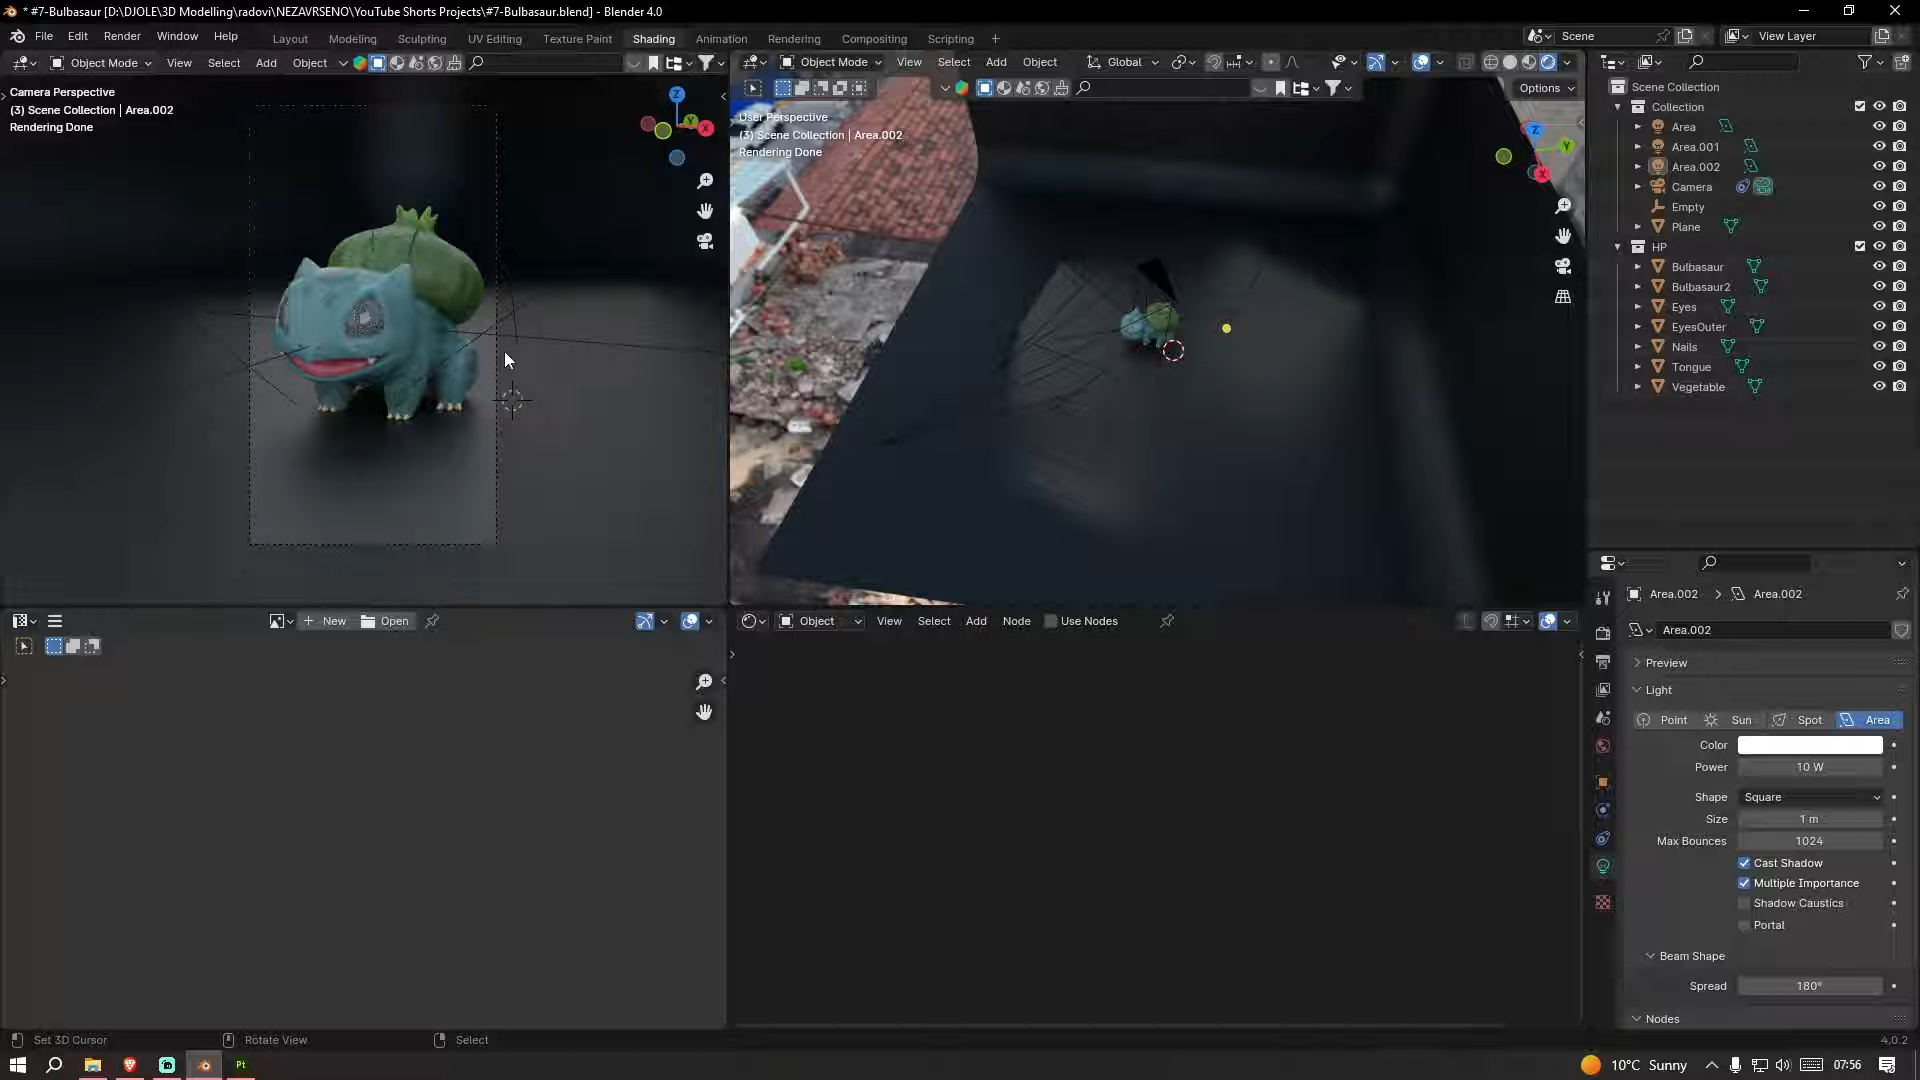 * #7-Bulbasaur [D:\DJOLE\3D Modelling\radovi\NEZAVRSENO\YouTube Shorts Projects\#7-Bulbasaur.blend] - Blender 4.0
File Edit Render Window Help Layout Modeling Sculpting UV Editing Texture Paint Shading Animation Rendering Compositing Scripting + Scene View Layer
Object Mode View Select Add Object
Object Mode View Select Add Object Global
Options
Camera Perspective
(3) Scene Collection | Area.002
Rendering Done
Z
Y
X
User Perspective
(3) Scene Collection | Area.002
Rendering Done
Z
Y
X
Scene Collection
Collection
Area
Area.001
Area.002
Camera
Empty
Plane
HP
Bulbasaur
Bulbasaur2
Eyes
EyesOuter
Nails
Tongue
Vegetable
New Open
Object View Select Add Node Use Nodes
Area.002 > Area.002
Area.002
Preview
Light
Point Sun Spot Area
Color
Power 10 W
Shape Square
Size 1 m
Max Bounces 1024
Cast Shadow
Multiple Importance
Shadow Caustics
Portal
Beam Shape
Spread 180°
Nodes
Set 3D Cursor Rotate View Select 4.0.2
Pt 10°C Sunny 07:56